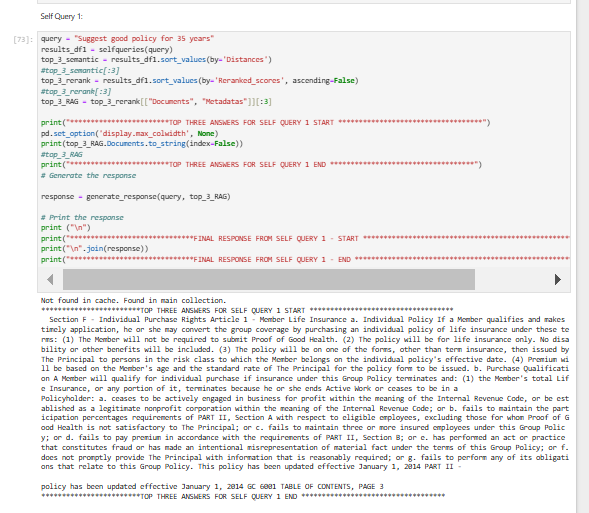 Self Query 1:
[73]: query = "Suggest good policy for 35 years"
results_df1 = selfqueries(query)
top_3_semantic = results_df1.sort_values(by='Distances')
#top_3_semantic[:3]
top_3_rerank = results_df1.sort_values(by='Reranked_scores', ascending=False)
#top_3_rerank[:3]
top_3_RAG = top_3_rerank[["Documents", "Metadatas"]][:3]
print("************************TOP THREE ANSWERS FOR SELF QUERY 1 START ***********************************")
pd.set_option('display.max_colwidth', None)
print(top_3_RAG.Documents.to_string(index=False))
#top_3_RAG
print("************************TOP THREE ANSWERS FOR SELF QUERY 1 END ***********************************")
# Generate the response
response = generate_response(query, top_3_RAG)
# Print the response
print ("\n")
print("******************************FINAL RESPONSE FROM SELF QUERY 1 - START **************************************************
print("\n".join(response))
print("******************************FINAL RESPONSE FROM SELF QUERY 1 - END ****************************************************
Not found in cache. Found in main collection.
************************TOP THREE ANSWERS FOR SELF QUERY 1 START ***********************************
Section F - Individual Purchase Rights Article 1 - Member Life Insurance a. Individual Policy If a Member qualifies and makes
timely application, he or she may convert the group coverage by purchasing an individual policy of life insurance under these te
rms: (1) The Member will not be required to submit Proof of Good Health. (2) The policy will be for life insurance only. No disa
bility or other benefits will be included. (3) The policy will be on one of the forms, other than term insurance, then issued by
The Principal to persons in the risk class to which the Member belongs on the individual policy's effective date. (4) Premium wi
ll be based on the Member's age and the standard rate of The Principal for the policy form to be issued. b. Purchase Qualificati
on A Member will qualify for individual purchase if insurance under this Group Policy terminates and: (1) the Member's total Lif
e Insurance, or any portion of it, terminates because he or she ends Active Work or ceases to be in a
Policyholder: a. ceases to be actively engaged in business for profit within the meaning of the Internal Revenue Code, or be est
ablished as a legitimate nonprofit corporation within the meaning of the Internal Revenue Code; or b. fails to maintain the part
icipation percentages requirements of PART II, Section A with respect to eligible employees, excluding those for whom Proof of G
ood Health is not satisfactory to The Principal; or c. fails to maintain three or more insured employees under this Group Polic
y; or d. fails to pay premium in accordance with the requirements of PART II, Section B; or e. has performed an act or practice
that constitutes fraud or has made an intentional misrepresentation of material fact under the terms of this Group Policy; or f.
does not promptly provide The Principal with information that is reasonably required; or g. fails to perform any of its obligati
ons that relate to this Group Policy. This policy has been updated effective January 1, 2014 PART II -
policy has been updated effective January 1, 2014 GC 6001 TABLE OF CONTENTS, PAGE 3
************************TOP THREE ANSWERS FOR SELF QUERY 1 END ***********************************